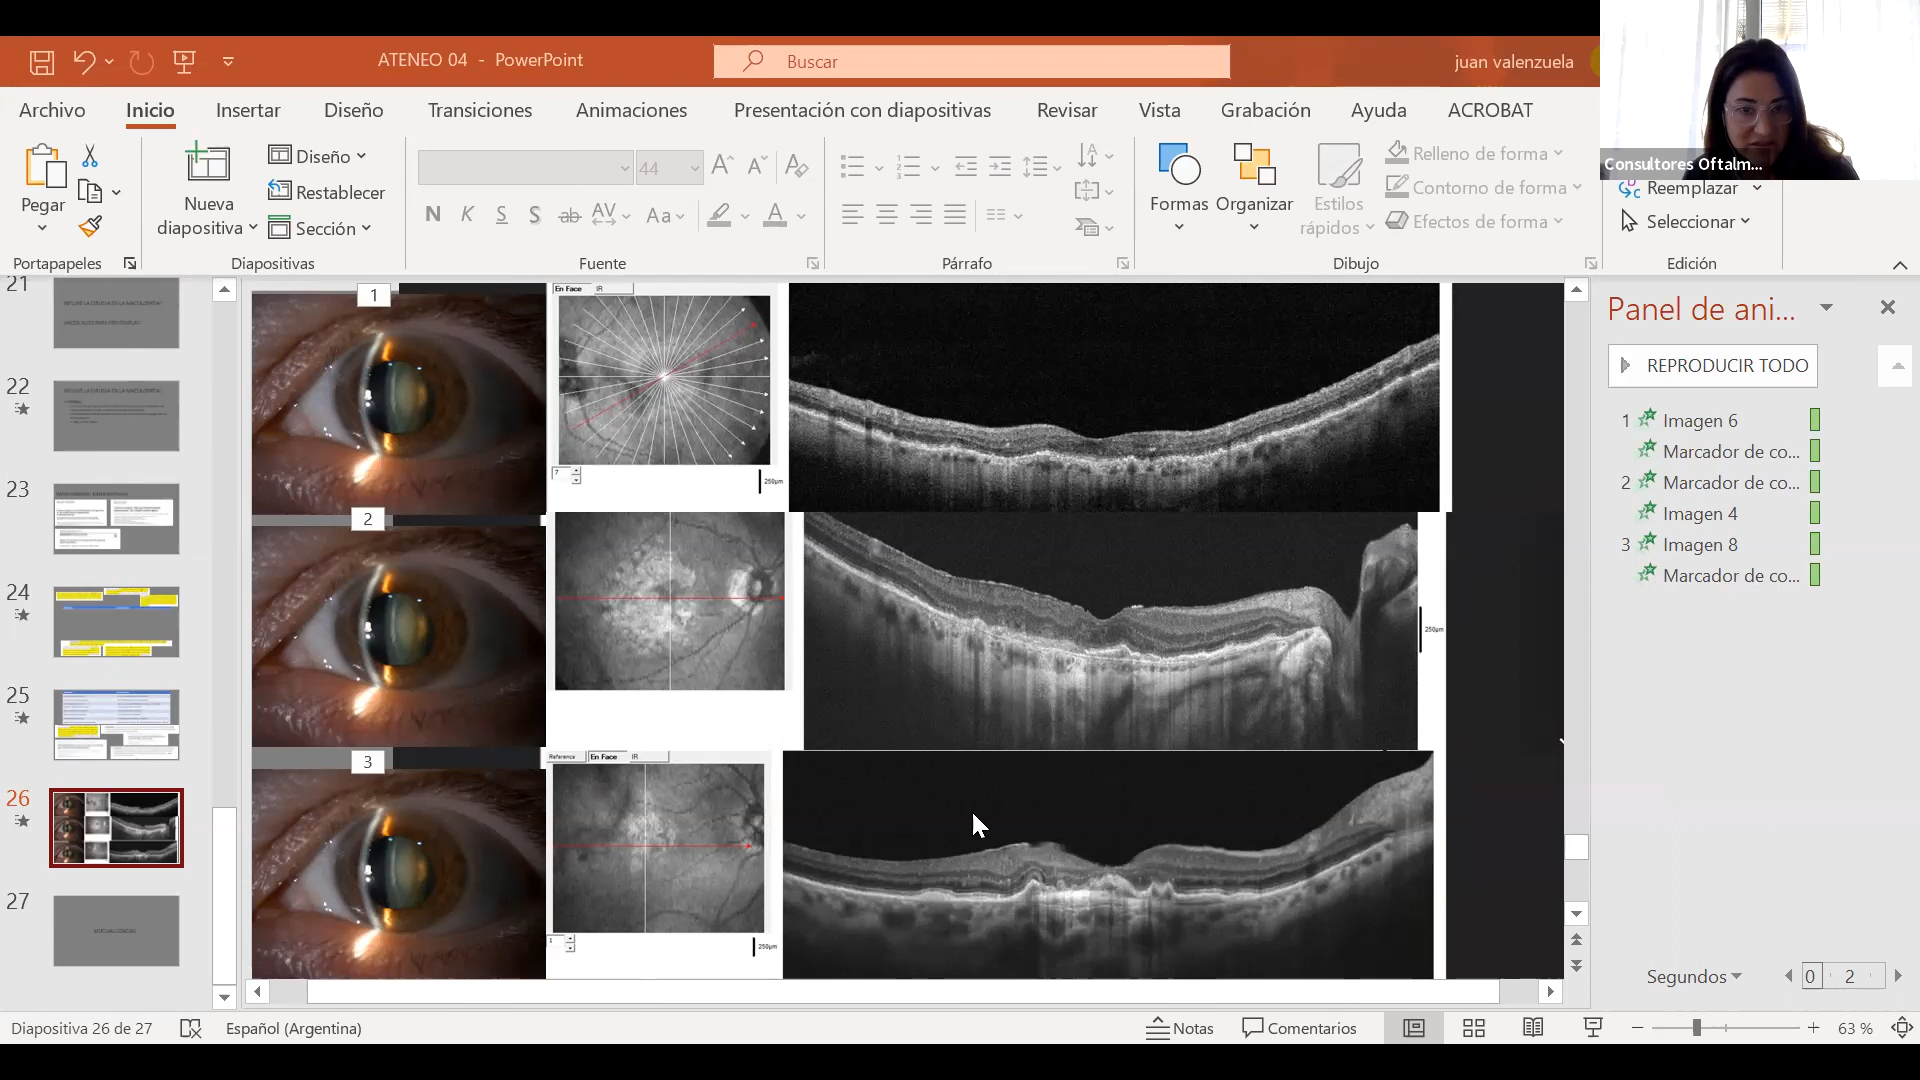 ATENEO 04 - PowerPoint
Buscar
juan valenzuela
Archivo
Inicio
Insertar
Diseño
Transiciones
Animaciones
Presentación con diapositivas
Revisar
Vista
Grabación
Ayuda
ACROBAT
Consultores Oftalm...
Pegar
Nueva
diapositiva
Diseño
Restablecer
Sección
44
N K S S ab AV Aa A
Formas
Organizar
Estilos
rápidos
Relleno de forma
Contorno de forma
Efectos de forma
Reemplazar
Seleccionar
Portapapeles
Diapositivas
Fuente
Párrafo
Dibujo
Edición
21
22
23
24
25
26
27
1
En Face
IR
7
250µm
2
250µm
3
Reference
En Face
IR
1
250µm
Panel de ani...
REPRODUCIR TODO
1 Imagen 6
Marcador de co...
2 Marcador de co...
Imagen 4
3 Imagen 8
Marcador de co...
Segundos
0 2
Diapositiva 26 de 27
Español (Argentina)
Notas
Comentarios
63 %